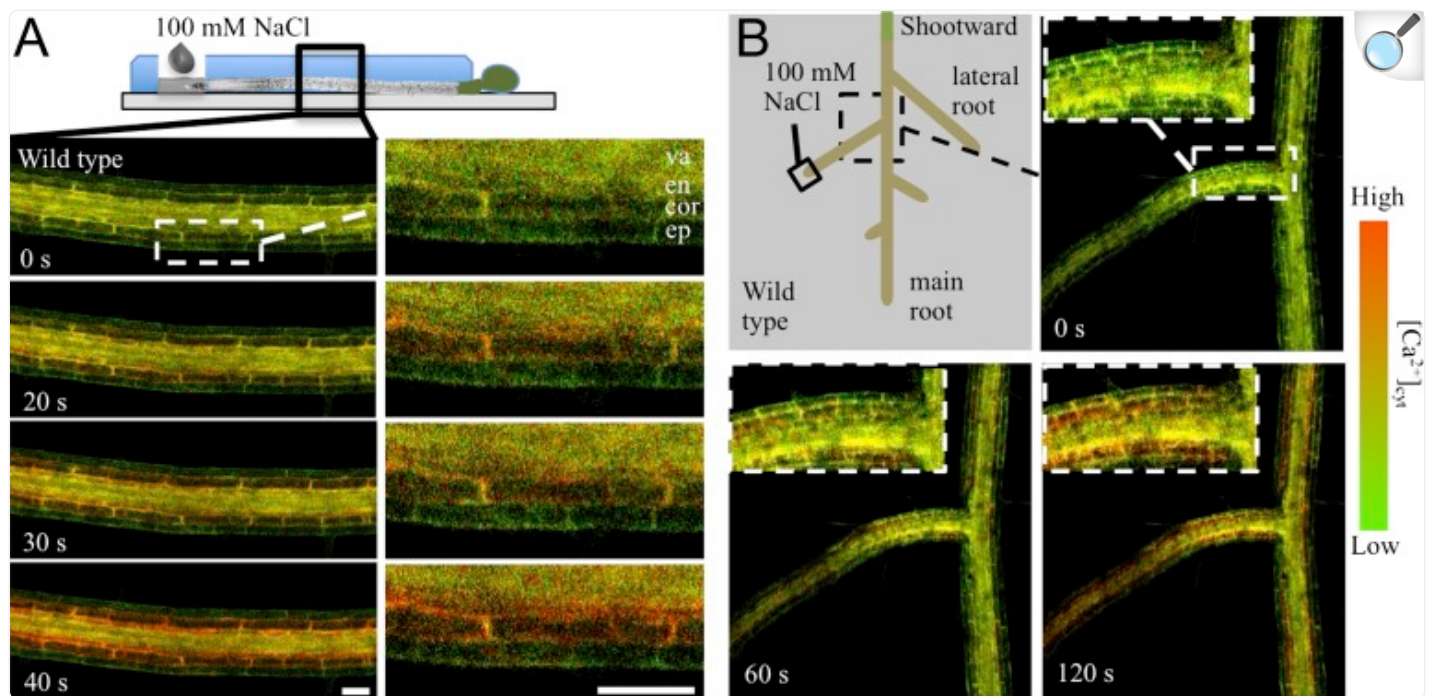 A
100 mM NaCl
Wild type
0 s
va
en
cor
ep
20 s
30 s
40 s
B
Shootward
100 mM
NaCl
lateral
root
Wild
type
main
root
0 s
60 s
120 s
High
[Ca²⁺]cyt
Low